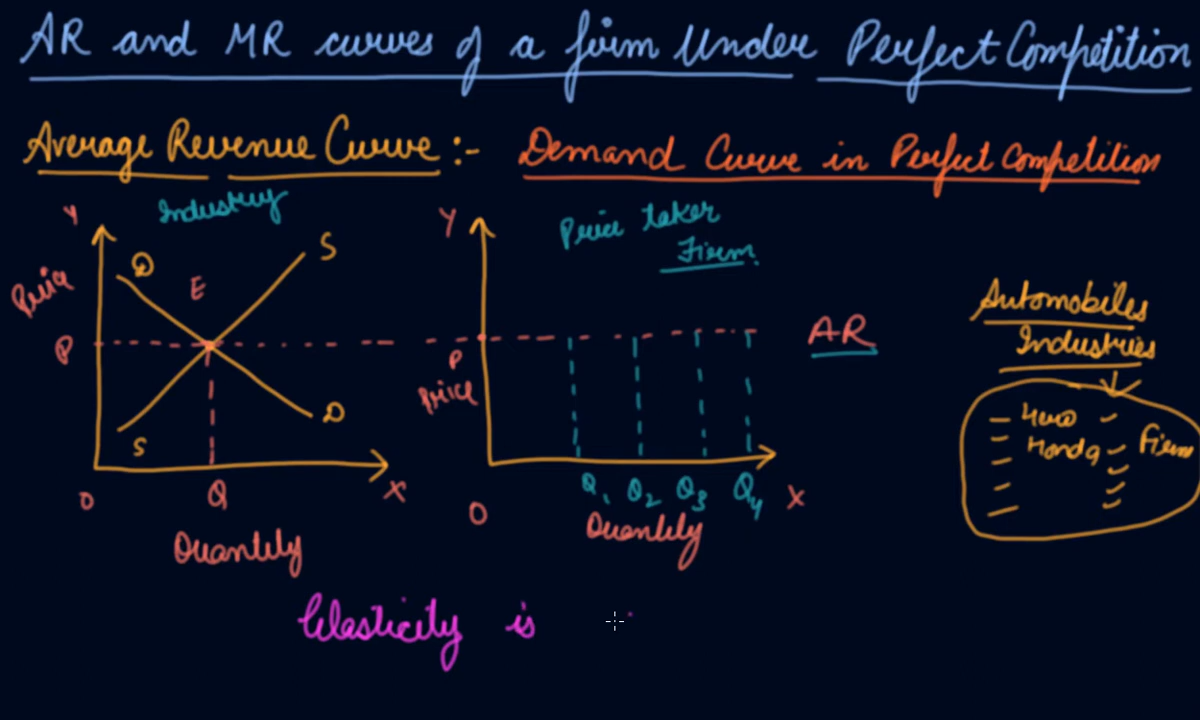 AR and MR curves of a firm Under Perfect Competition
Average Revenue Curve :- Demand Curve in Perfect Competition
Industry
Y
Price
D
E
S
P
S
D
O
Q
X
Quantity
Y
Price taker
Firm
P
Price
AR
O
Q1 Q2 Q3 Q4
X
Quantity
Automobiles
Industries
Hero
Honda
Firm
Elasticity is